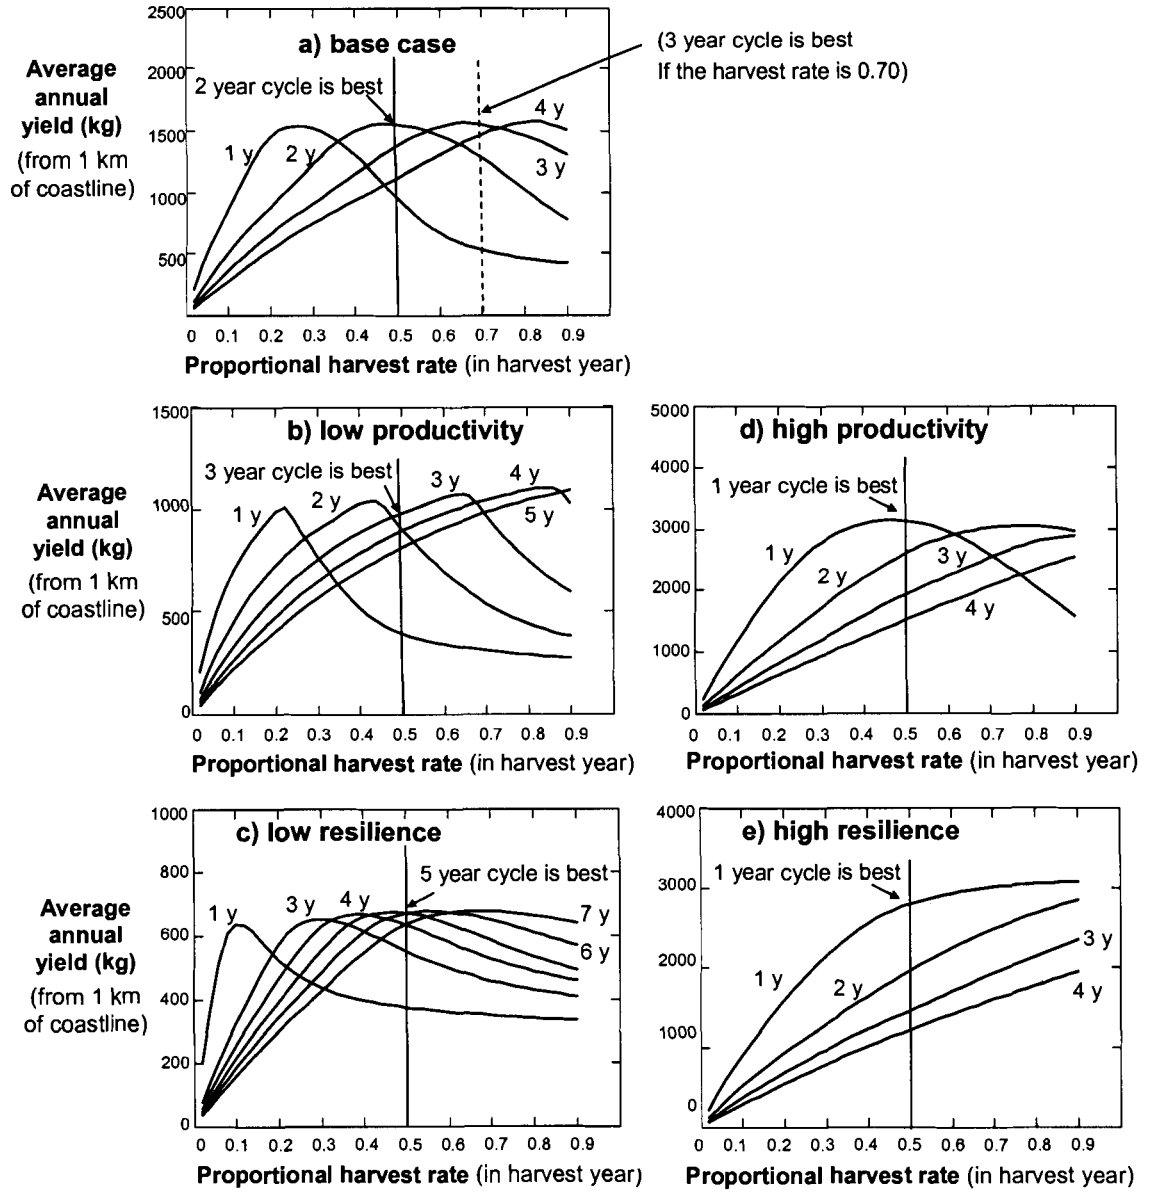 a) base case
2 year cycle is best
(3 year cycle is best
If the harvest rate is 0.70)
Average
annual
yield (kg)
(from 1 km
of coastline)
2500
2000
1500
1000
500
1 y
2 y
4 y
3 y
0 0.1 0.2 0.3 0.4 0.5 0.6 0.7 0.8 0.9
Proportional harvest rate (in harvest year)
b) low productivity
3 year cycle is best
Average
annual
yield (kg)
(from 1 km
of coastline)
1500
1000
500
0
1 y
2 y
3 y
4 y
5 y
0 0.1 0.2 0.3 0.4 0.5 0.6 0.7 0.8 0.9
Proportional harvest rate (in harvest year)
d) high productivity
1 year cycle is best
5000
4000
3000
2000
1000
0
1 y
2 y
3 y
4 y
0 0.1 0.2 0.3 0.4 0.5 0.6 0.7 0.8 0.9
Proportional harvest rate (in harvest year)
c) low resilience
5 year cycle is best
Average
annual
yield (kg)
(from 1 km
of coastline)
1000
800
600
400
200
0
1 y
3 y
4 y
7 y
6 y
0 0.1 0.2 0.3 0.4 0.5 0.6 0.7 0.8 0.9
Proportional harvest rate (in harvest year)
e) high resilience
1 year cycle is best
4000
3000
2000
1000
0
1 y
2 y
3 y
4 y
0 0.1 0.2 0.3 0.4 0.5 0.6 0.7 0.8 0.9
Proportional harvest rate (in harvest year)